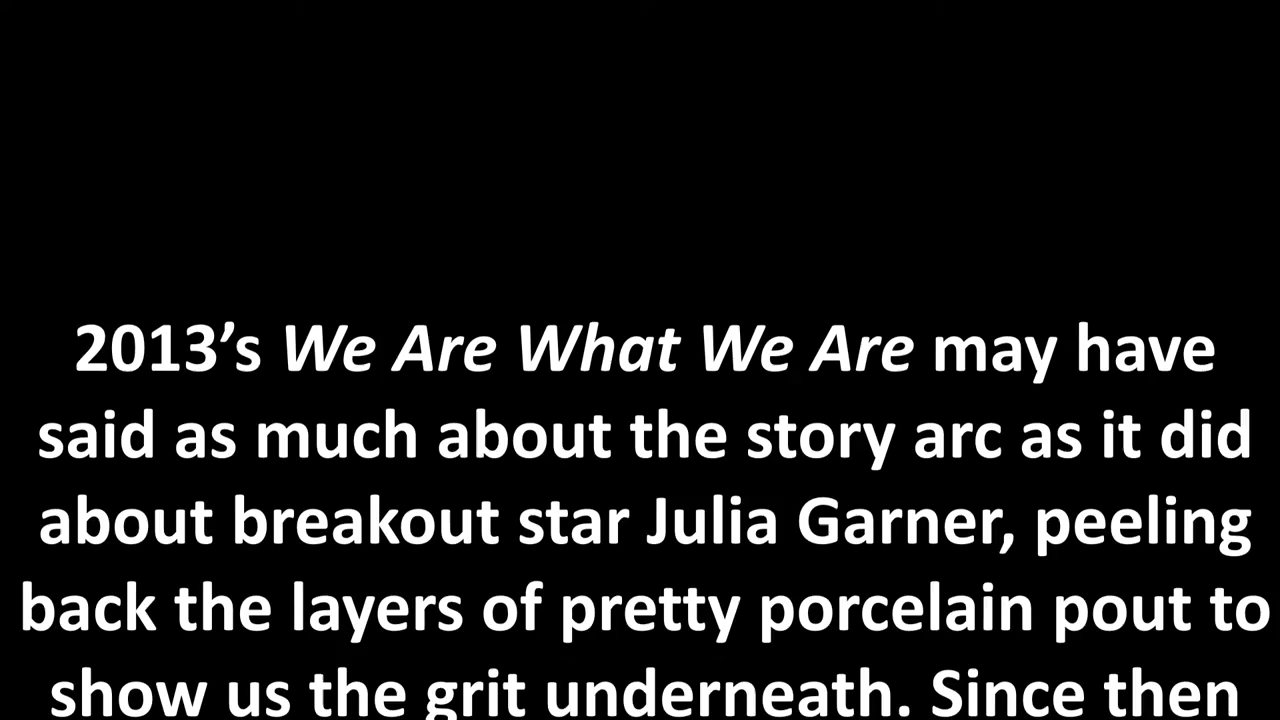 2013’s We Are What We Are may have
said as much about the story arc as it did
about breakout star Julia Garner, peeling
back the layers of pretty porcelain pout to
show us the grit underneath. Since then